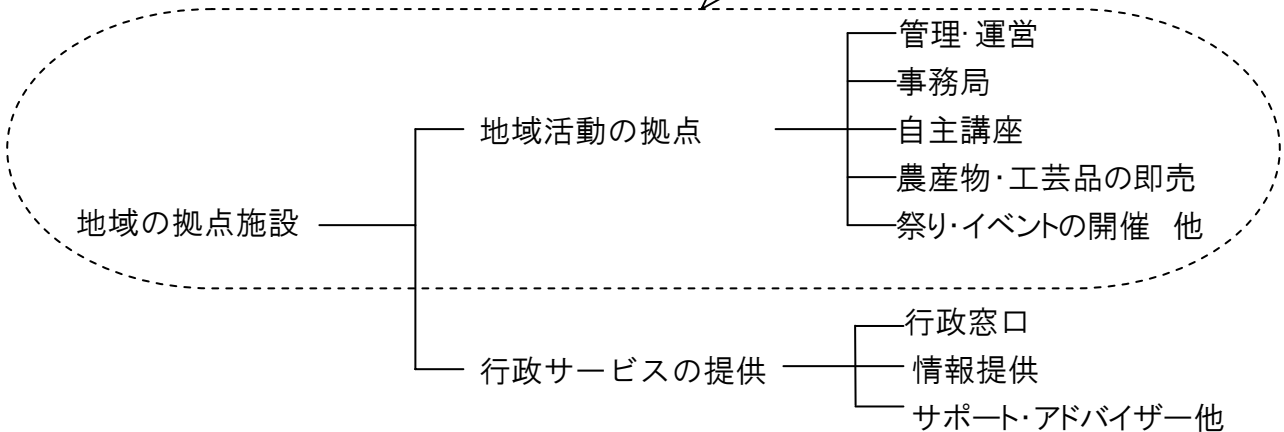 管理・運営
事務局
地域活動の拠点
自主講座
農産物・工芸品の即売
地域の拠点施設
祭り・イベントの開催　他
行政窓口
行政サービスの提供
情報提供
サポート・アドバイザー他